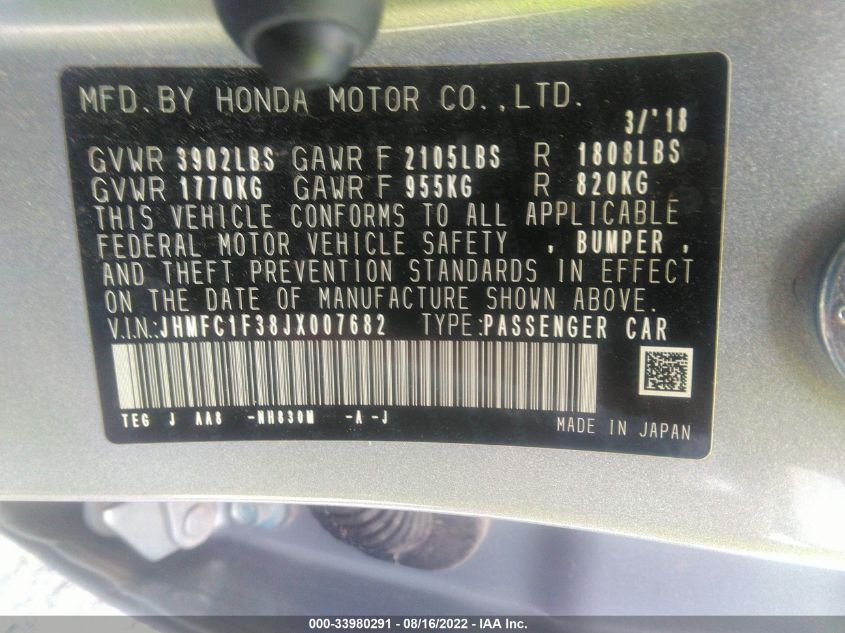 MFD. BY HONDA MOTOR CO., LTD.
3/'18
GVWR 3902LBS GAWR F 2105LBS R 1808LBS
GVWR 1770KG GAWR F 955KG R 820KG
THIS VEHICLE CONFORMS TO ALL APPLICABLE
FEDERAL MOTOR VEHICLE SAFETY , BUMPER ,
AND THEFT PREVENTION STANDARDS IN EFFECT
ON THE DATE OF MANUFACTURE SHOWN ABOVE.
V.I.N.:JHMFC1F38JX007682 TYPE:PASSENGER CAR
TEG J AA8 -NH830M -A -J
MADE IN JAPAN
000-33980291 - 08/16/2022 - IAA Inc.